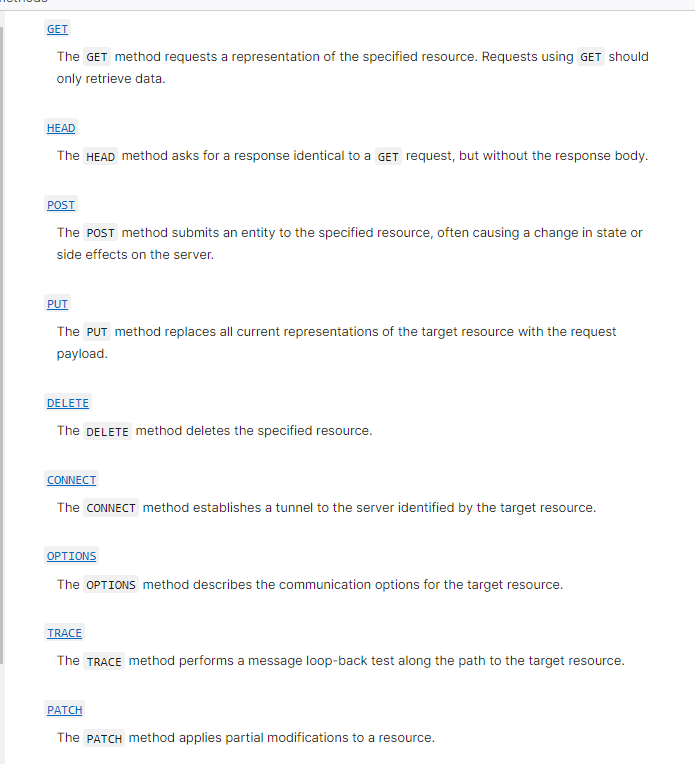 GET
The GET method requests a representation of the specified resource. Requests using GET should
only retrieve data.
HEAD
The HEAD method asks for a response identical to a GET request, but without the response body.
POST
The POST method submits an entity to the specified resource, often causing a change in state or
side effects on the server.
PUT
The PUT method replaces all current representations of the target resource with the request
payload.
DELETE
The DELETE method deletes the specified resource.
CONNECT
The CONNECT method establishes a tunnel to the server identified by the target resource.
OPTIONS
The OPTIONS method describes the communication options for the target resource.
TRACE
The TRACE method performs a message loop-back test along the path to the target resource.
PATCH
The PATCH method applies partial modifications to a resource.